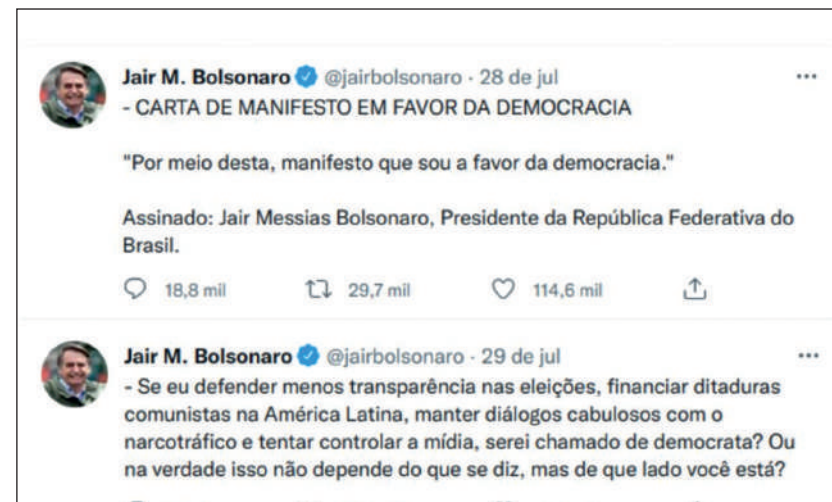 Jair M. Bolsonaro @jairbolsonaro · 28 de jul
- CARTA DE MANIFESTO EM FAVOR DA DEMOCRACIA
"Por meio desta, manifesto que sou a favor da democracia."
Assinado: Jair Messias Bolsonaro, Presidente da República Federativa do
Brasil.
18,8 mil 29,7 mil 114,6 mil
Jair M. Bolsonaro @jairbolsonaro · 29 de jul
- Se eu defender menos transparência nas eleições, financiar ditaduras
comunistas na América Latina, manter diálogos cabulosos com o
narcotráfico e tentar controlar a mídia, serei chamado de democrata? Ou
na verdade isso não depende do que se diz, mas de que lado você está?